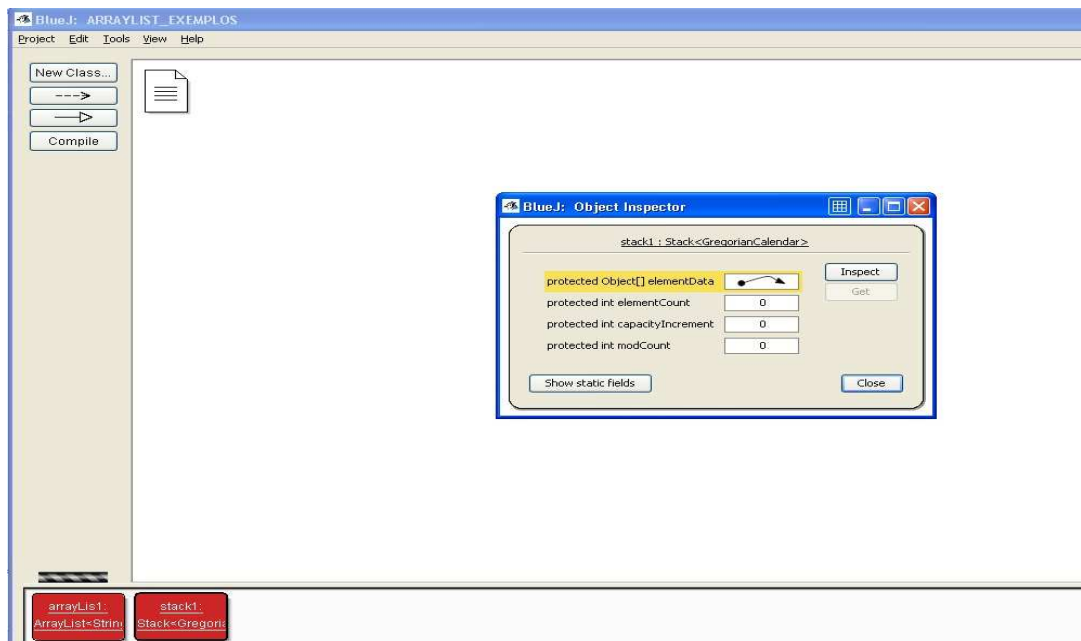 BlueJ: ARRAYLIST_EXEMPLOS
Project Edit Tools View Help
New Class...
Compile
BlueJ: Object Inspector
stack1 : Stack<GregorianCalendar>
protected Object[] elementData
Inspect
Get
protected int elementCount 0
protected int capacityIncrement 0
protected int modCount 0
Show static fields
Close
arrayLis1:
ArrayList<String
stack1:
Stack<Gregoria